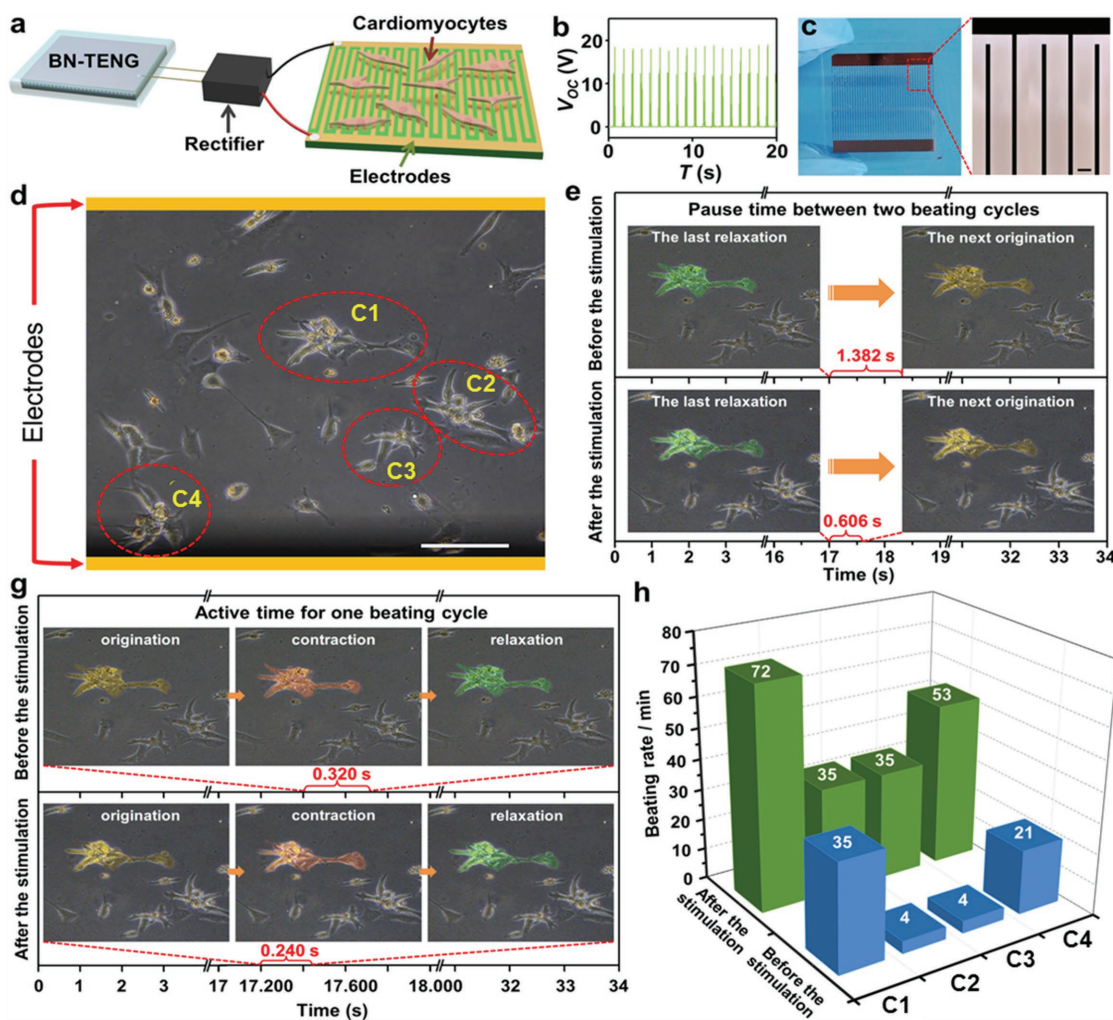 a
BN-TENG
Rectifier
Cardiomyocytes
Electrodes
b
V_OC (V)
20
10
0
0 10 20
T (s)
c
d
Electrodes
C1
C2
C3
C4
e
Pause time between two beating cycles
Before the stimulation
The last relaxation
The next origination
1.382 s
After the stimulation
The last relaxation
The next origination
0.606 s
0 1 2 3 16 17 18 19 32 33 34
Time (s)
g
Active time for one beating cycle
Before the stimulation
origination
contraction
relaxation
0.320 s
After the stimulation
origination
contraction
relaxation
0.240 s
0 1 2 3 17 17.200 17.600 18.000 32 33 34
Time (s)
h
Beating rate / min
80
70
60
50
40
30
20
10
0
72
35
35
53
35
4
4
21
After the
stimulation
Before the
stimulation
C1
C2
C3
C4